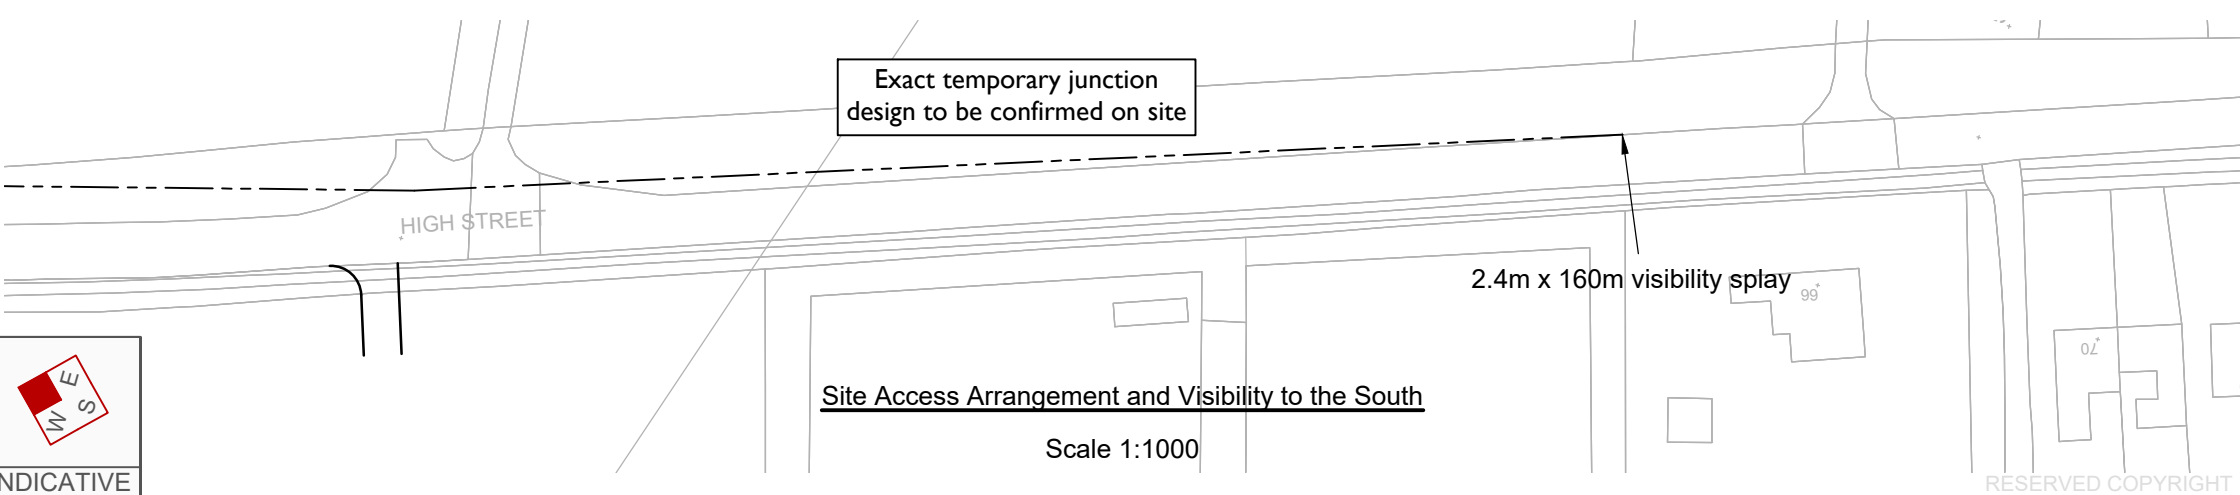 Exact temporary junction
design to be confirmed on site
HIGH STREET
2.4m x 160m visibility splay
66
70
Site Access Arrangement and Visibility to the South
Scale 1:1000
E
S
W
NDICATIVE
RESERVED COPYRIGHT